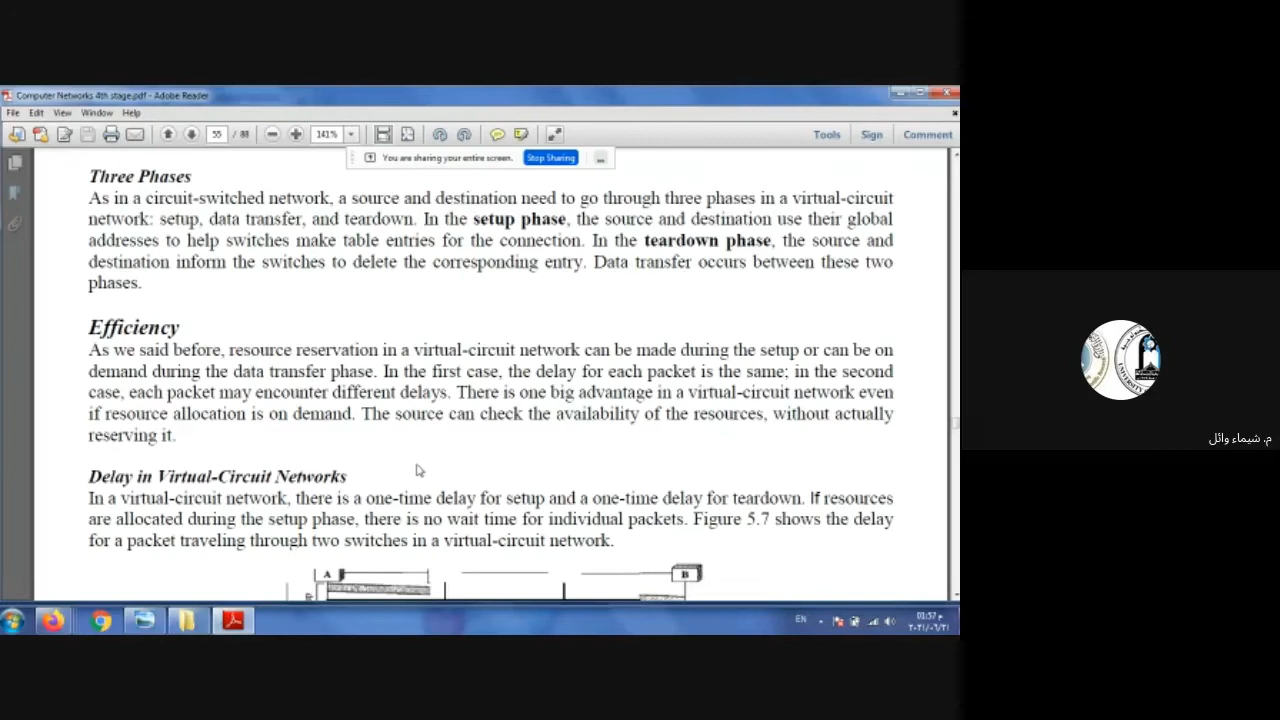 Computer Networks 4th stage.pdf - Adobe Reader
File Edit View Window Help
55 / 88 141% Tools Sign Comment
You are sharing your entire screen. Stop Sharing ...
Three Phases
As in a circuit-switched network, a source and destination need to go through three phases in a virtual-circuit
network: setup, data transfer, and teardown. In the setup phase, the source and destination use their global
addresses to help switches make table entries for the connection. In the teardown phase, the source and
destination inform the switches to delete the corresponding entry. Data transfer occurs between these two
phases.
Efficiency
As we said before, resource reservation in a virtual-circuit network can be made during the setup or can be on
demand during the data transfer phase. In the first case, the delay for each packet is the same; in the second
case, each packet may encounter different delays. There is one big advantage in a virtual-circuit network even
if resource allocation is on demand. The source can check the availability of the resources, without actually
reserving it.
Delay in Virtual-Circuit Networks
In a virtual-circuit network, there is a one-time delay for setup and a one-time delay for teardown. If resources
are allocated during the setup phase, there is no wait time for individual packets. Figure 5.7 shows the delay
for a packet traveling through two switches in a virtual-circuit network.
A B
EN
01:57 م
٢٠٢١/٠٦/٢١
م. شيماء وائل